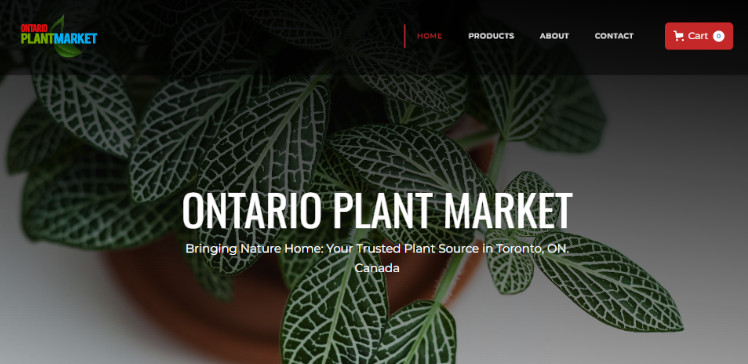 ONTARIO
PLANTMARKET
HOME
PRODUCTS
ABOUT
CONTACT
Cart 0
ONTARIO PLANT MARKET
Bringing Nature Home: Your Trusted Plant Source in Toronto, ON.
Canada